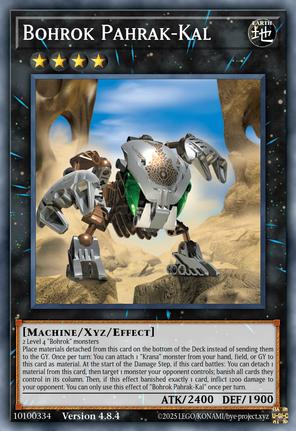 BOHROK PAHRAK-KAL
EARTH
地
[MACHINE/XYZ/EFFECT]
2 Level 4 "Bohrok" monsters
Place materials detached from this card on the bottom of the Deck instead of sending them
to the GY. Once per turn: You can attach 1 "Krana" monster from your hand, field, or GY to
this card as material. At the start of the Damage Step, if this card battles: You can detach 1
material from this card, then target 1 monster your opponent controls; banish all cards they
control in its column. Then, if this effect banished exactly 1 card, inflict 1200 damage to
your opponent. You can only use this effect of "Bohrok Pahrak-Kal" once per turn.
ATK/2400 DEF/1900
10100334 Version 4.8.4 ©2025 LEGO/KONAMI/bye-project.xyz